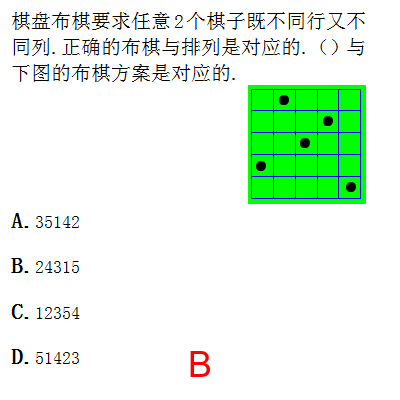 棋盘布棋要求任意2个棋子既不同行又不
同列.正确的布棋与排列是对应的.（）与
下图的布棋方案是对应的.
A. 35142
B. 24315
C. 12354
D. 51423
B